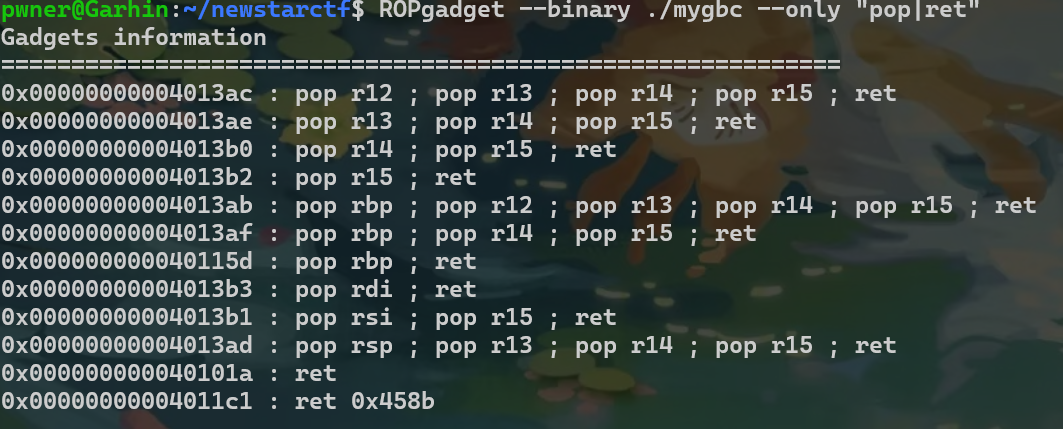 pwner@Garhin:~/newstarctf$ ROPgadget --binary ./mygbc --only "pop|ret"
Gadgets information
============================================================
0x00000000004013ac : pop r12 ; pop r13 ; pop r14 ; pop r15 ; ret
0x00000000004013ae : pop r13 ; pop r14 ; pop r15 ; ret
0x00000000004013b0 : pop r14 ; pop r15 ; ret
0x00000000004013b2 : pop r15 ; ret
0x00000000004013ab : pop rbp ; pop r12 ; pop r13 ; pop r14 ; pop r15 ; ret
0x00000000004013af : pop rbp ; pop r14 ; pop r15 ; ret
0x000000000040115d : pop rbp ; ret
0x00000000004013b3 : pop rdi ; ret
0x00000000004013b1 : pop rsi ; pop r15 ; ret
0x00000000004013ad : pop rsp ; pop r13 ; pop r14 ; pop r15 ; ret
0x000000000040101a : ret
0x00000000004011c1 : ret 0x458b